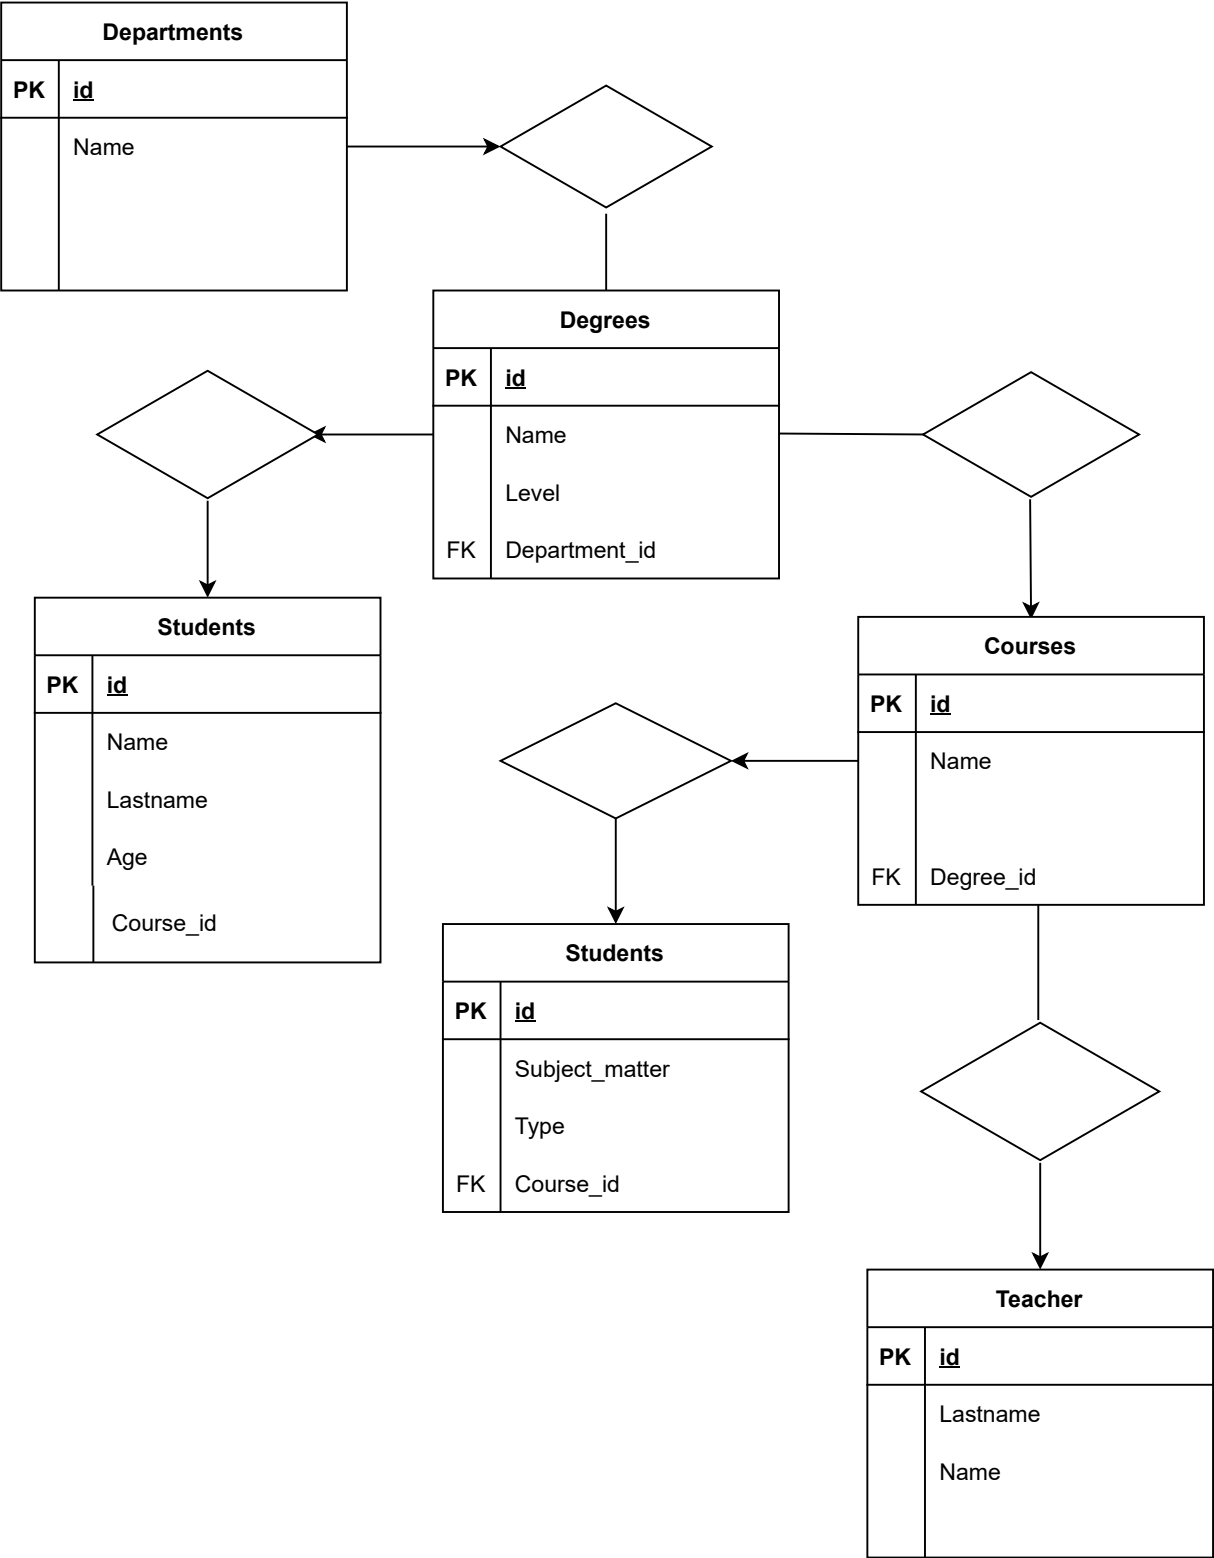 Departments
PK id
Name
Degrees
PK id
Name
Level
FK Department_id
Students
PK id
Name
Lastname
Age
Course_id
Courses
PK id
Name
FK Degree_id
Students
PK id
Subject_matter
Type
FK Course_id
Teacher
PK id
Lastname
Name